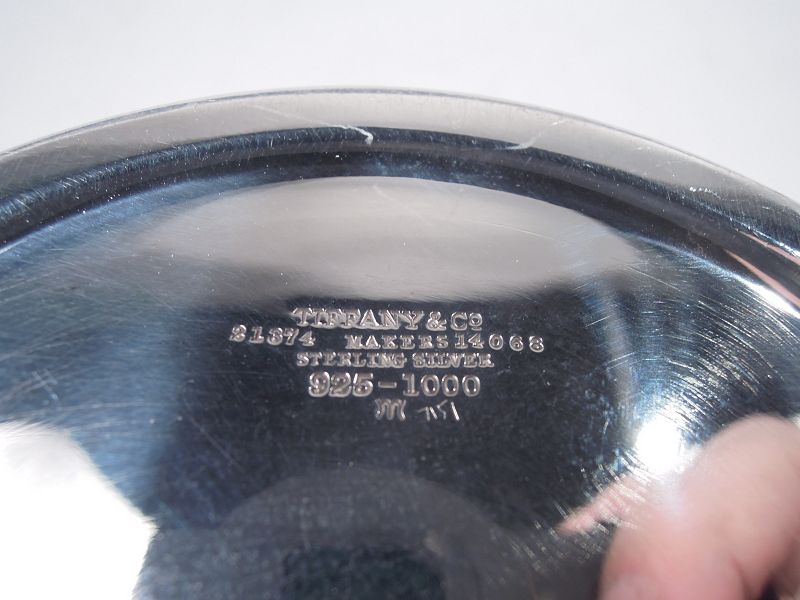 TIFFANY & Cº
21374 MAKERS 14068
STERLING SILVER
925-1000
m